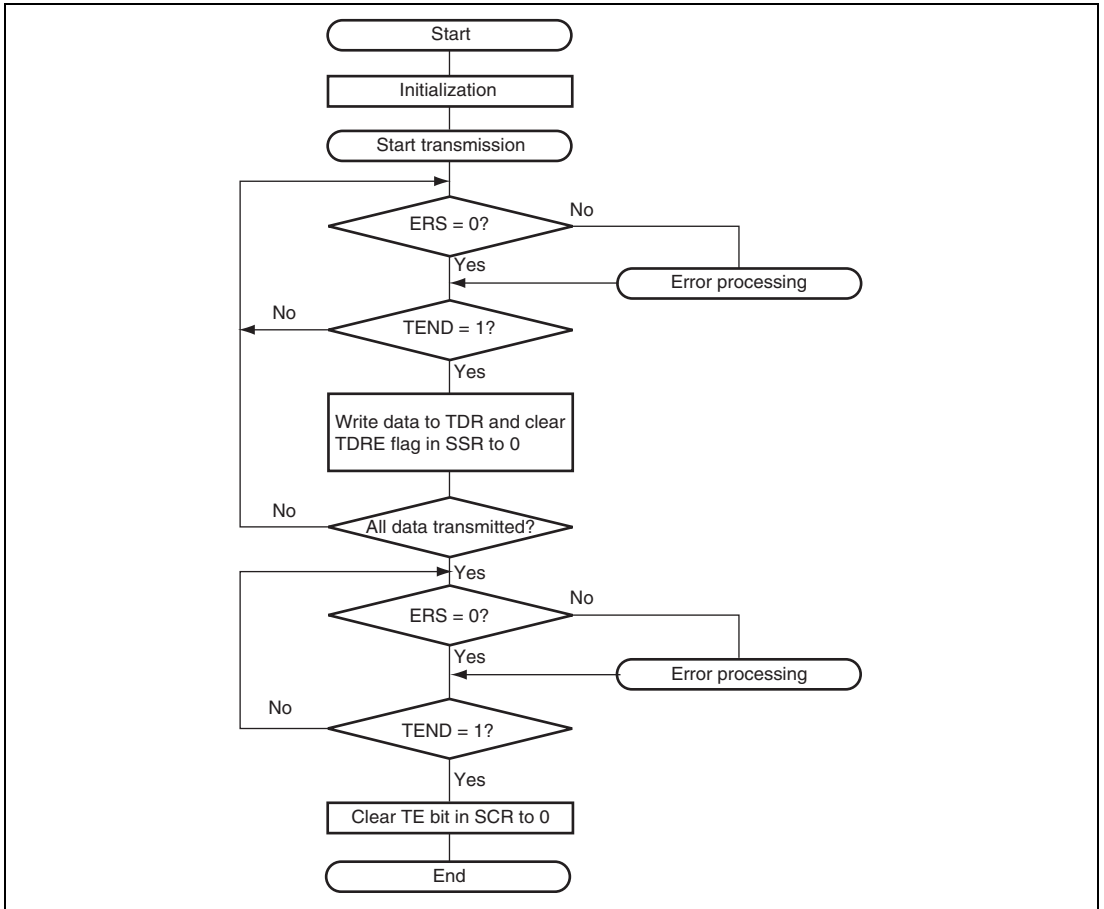 Start
Initialization
Start transmission
ERS = 0?
No
Yes
Error processing
No
TEND = 1?
Yes
Write data to TDR and clear
TDRE flag in SSR to 0
No
All data transmitted?
Yes
ERS = 0?
No
Yes
Error processing
No
TEND = 1?
Yes
Clear TE bit in SCR to 0
End